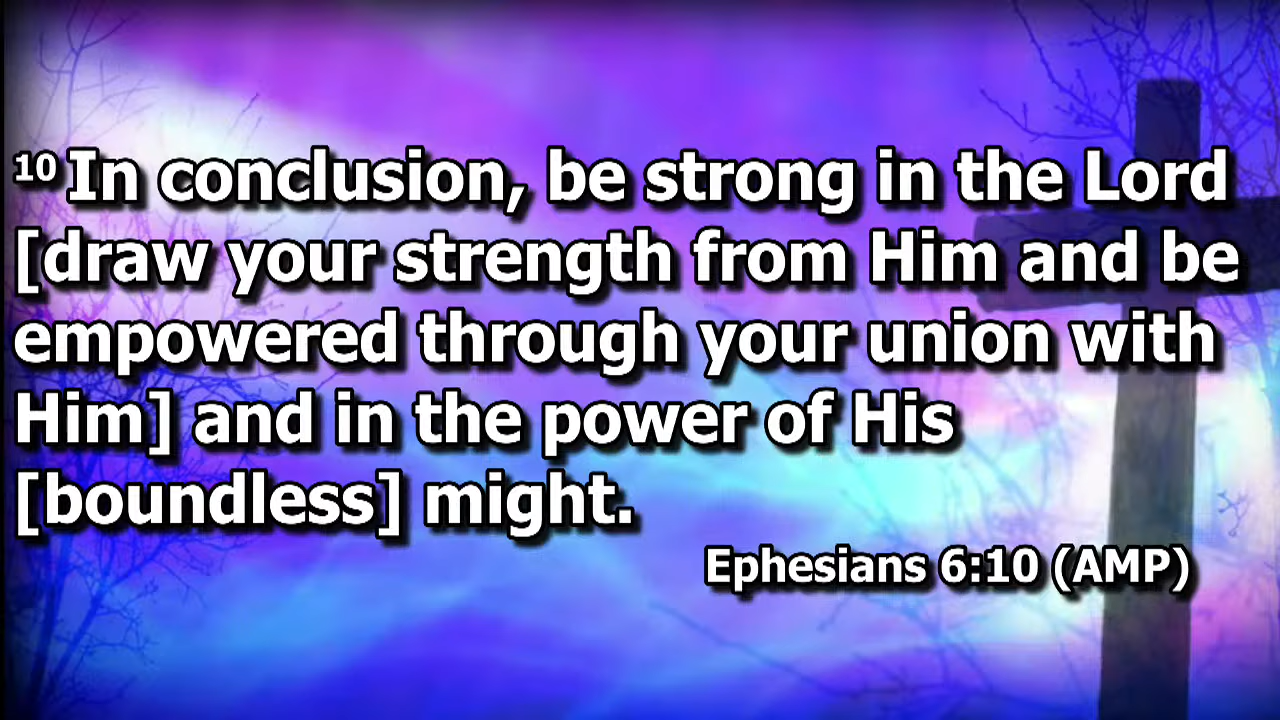 10 In conclusion, be strong in the Lord
[draw your strength from Him and be
empowered through your union with
Him] and in the power of His
[boundless] might.
Ephesians 6:10 (AMP)